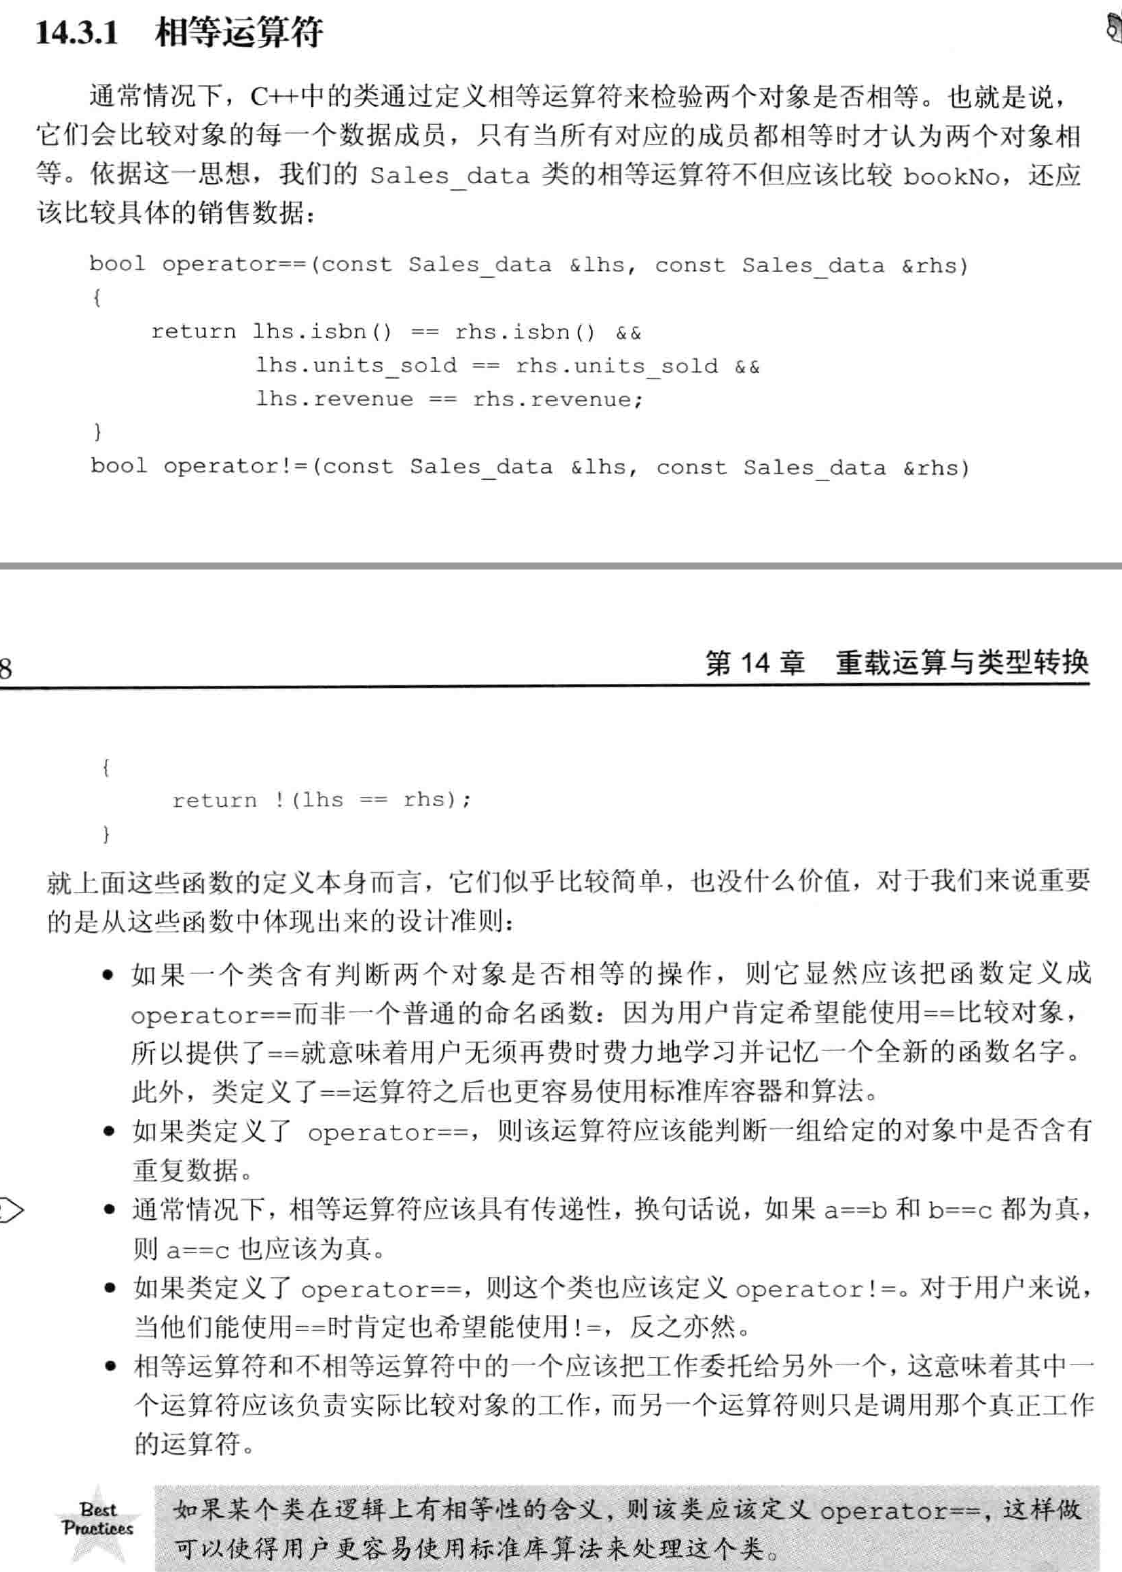 14.3.1 相等运算符
通常情况下，C++中的类通过定义相等运算符来检验两个对象是否相等。也就是说，
它们会比较对象的每一个数据成员，只有当所有对应的成员都相等时才认为两个对象相
等。依据这一思想，我们的 Sales_data 类的相等运算符不但应该比较 bookNo，还应
该比较具体的销售数据：
bool operator==(const Sales_data &lhs, const Sales_data &rhs)
{
return lhs.isbn() == rhs.isbn() &&
lhs.units_sold == rhs.units_sold &&
lhs.revenue == rhs.revenue;
}
bool operator!=(const Sales_data &lhs, const Sales_data &rhs)
8 第 14 章 重载运算与类型转换
{
return !(lhs == rhs);
}
就上面这些函数的定义本身而言，它们似乎比较简单，也没什么价值，对于我们来说重要
的是从这些函数中体现出来的设计准则：
● 如果一个类含有判断两个对象是否相等的操作，则它显然应该把函数定义成
operator==而非一个普通的命名函数：因为用户肯定希望能使用==比较对象，
所以提供了==就意味着用户无须再费时费力地学习并记忆一个全新的函数名字。
此外，类定义了==运算符之后也更容易使用标准库容器和算法。
● 如果类定义了 operator==，则该运算符应该能判断一组给定的对象中是否含有
重复数据。
● 通常情况下，相等运算符应该具有传递性，换句话说，如果 a==b 和 b==c 都为真，
则 a==c 也应该为真。
● 如果类定义了 operator==，则这个类也应该定义 operator!=。对于用户来说，
当他们能使用==时肯定也希望能使用!=，反之亦然。
● 相等运算符和不相等运算符中的一个应该把工作委托给另外一个，这意味着其中一
个运算符应该负责实际比较对象的工作，而另一个运算符则只是调用那个真正工作
的运算符。
Best
Practices
如果某个类在逻辑上有相等性的含义，则该类应该定义 operator==，这样做
可以使得用户更容易使用标准库算法来处理这个类。